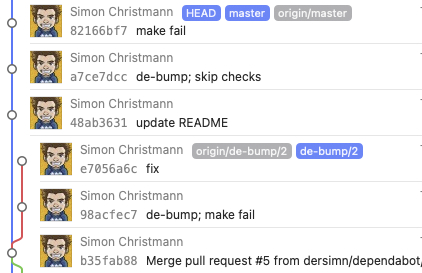 Simon Christmann HEAD master origin/master
82166bf7 make fail
Simon Christmann
a7ce7dcc de-bump; skip checks
Simon Christmann
48ab3631 update README
Simon Christmann origin/de-bump/2 de-bump/2
e7056a6c fix
Simon Christmann
98acfec7 de-bump; make fail
Simon Christmann
b35fab88 Merge pull request #5 from dersimn/dependabot/